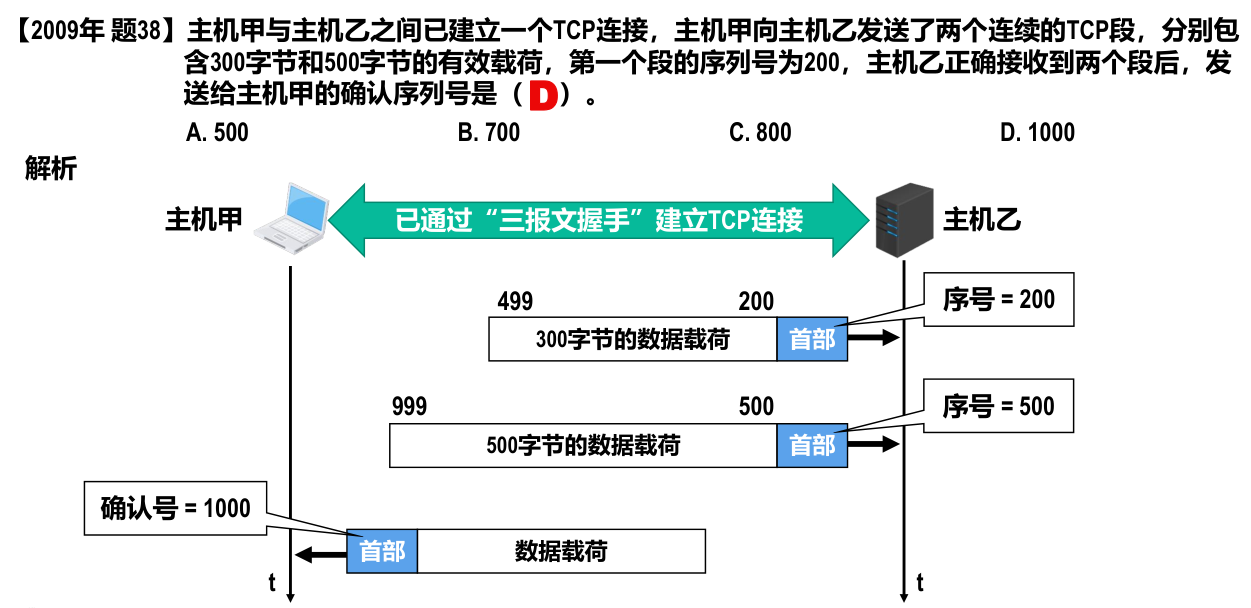 【2009年 题38】主机甲与主机乙之间已建立一个TCP连接，主机甲向主机乙发送了两个连续的TCP段，分别包
含300字节和500字节的有效载荷，第一个段的序列号为200，主机乙正确接收到两个段后，发
送给主机甲的确认序列号是（ D ）。
A. 500 B. 700 C. 800 D. 1000
解析
主机甲 已通过“三报文握手”建立TCP连接 主机乙
499 200 序号 = 200
300字节的数据载荷 首部
999 500 序号 = 500
500字节的数据载荷 首部
确认号 = 1000
首部 数据载荷
t t